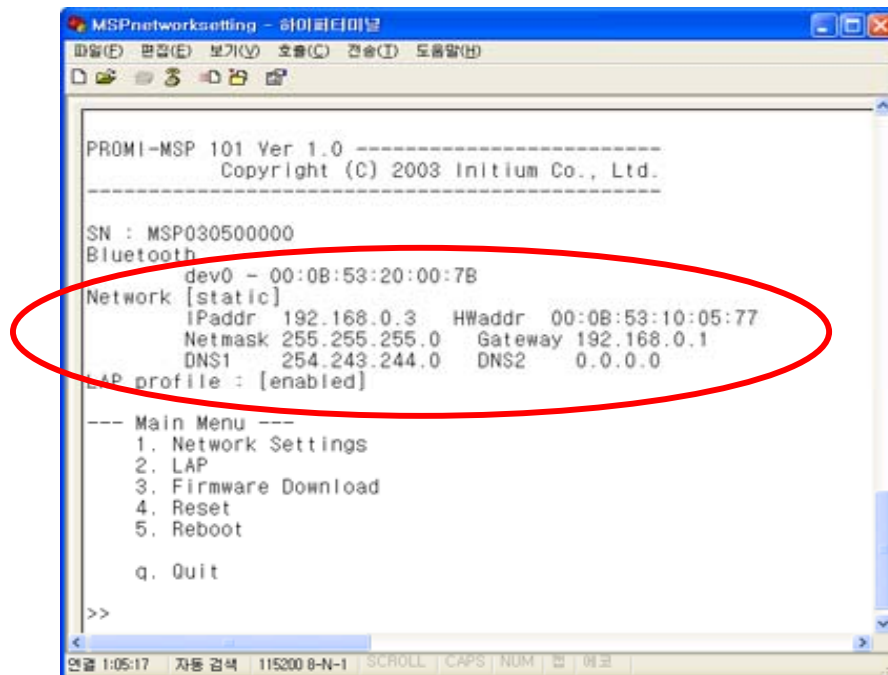 MSPnetworksetting - 하이퍼터미널
파일(F) 편집(E) 보기(V) 호출(C) 전송(T) 도움말(H)
PROMI-MSP 101 Ver 1.0 -------------------------
Copyright (C) 2003 Initium Co., Ltd.
----------------------------------------------
SN : MSP030500000
Bluetooth
dev0 - 00:0B:53:20:00:7B
Network [static]
IPaddr 192.168.0.3 HWaddr 00:0B:53:10:05:77
Netmask 255.255.255.0 Gateway 192.168.0.1
DNS1 254.243.244.0 DNS2 0.0.0.0
LAP profile : [enabled]
--- Main Menu ---
1. Network Settings
2. LAP
3. Firmware Download
4. Reset
5. Reboot
q. Quit
>>
연결 1:05:17 자동 검색 115200 8-N-1 SCROLL CAPS NUM 캡 에코